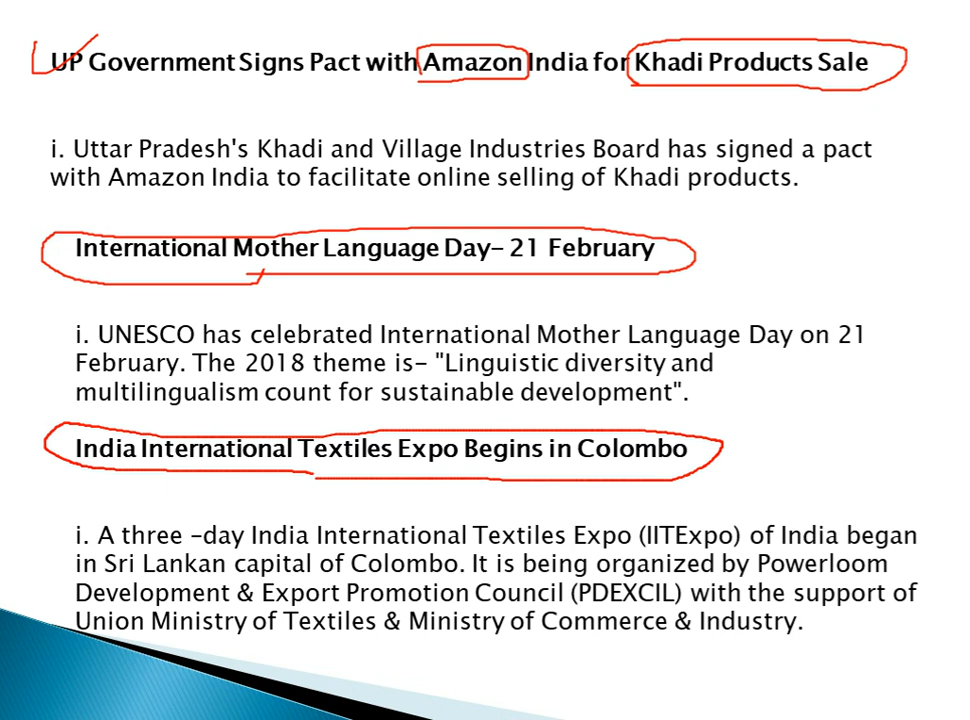 UP Government Signs Pact with Amazon India for Khadi Products Sale
i. Uttar Pradesh's Khadi and Village Industries Board has signed a pact
with Amazon India to facilitate online selling of Khadi products.
International Mother Language Day- 21 February
i. UNESCO has celebrated International Mother Language Day on 21
February. The 2018 theme is- "Linguistic diversity and
multilingualism count for sustainable development".
India International Textiles Expo Begins in Colombo
i. A three -day India International Textiles Expo (IITExpo) of India began
in Sri Lankan capital of Colombo. It is being organized by Powerloom
Development & Export Promotion Council (PDEXCIL) with the support of
Union Ministry of Textiles & Ministry of Commerce & Industry.